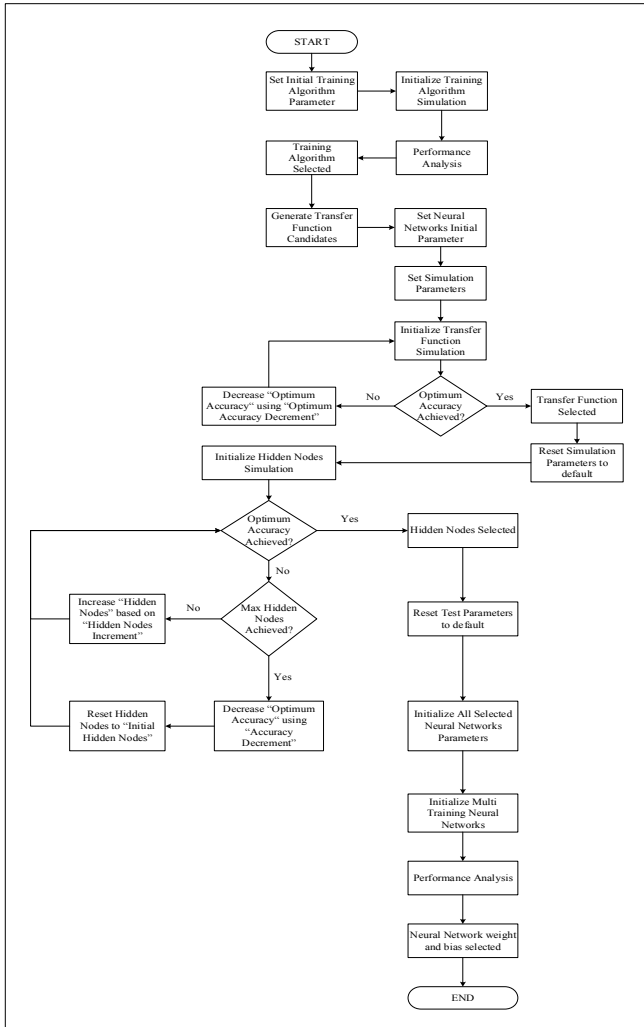 START
Set Initial Training
Algorithm
Parameter
Initialize Training
Algorithm
Simulation
Training
Algorithm
Selected
Performance
Analysis
Generate Transfer
Function
Candidates
Set Neural
Networks Initial
Parameter
Set Simulation
Parameters
Initialize Transfer
Function
Simulation
Decrease “Optimum
Accuracy“ using “Optimum
Accuracy Decrement”
No
Optimum
Accuracy
Achieved?
Yes
Transfer Function
Selected
Initialize Hidden Nodes
Simulation
Reset Simulation
Parameters to
default
Optimum
Accuracy
Achieved?
Yes
Hidden Nodes Selected
No
Increase “Hidden
Nodes” based on
“Hidden Nodes
Increment”
No
Max Hidden
Nodes
Achieved?
Reset Test Parameters
to default
Yes
Reset Hidden
Nodes to “Initial
Hidden Nodes”
Decrease “Optimum
Accuracy“ using
“Accuracy
Decrement”
Initialize All Selected
Neural Networks
Parameters
Initialize Multi
Training Neural
Networks
Performance Analysis
Neural Network weight
and bias selected
END